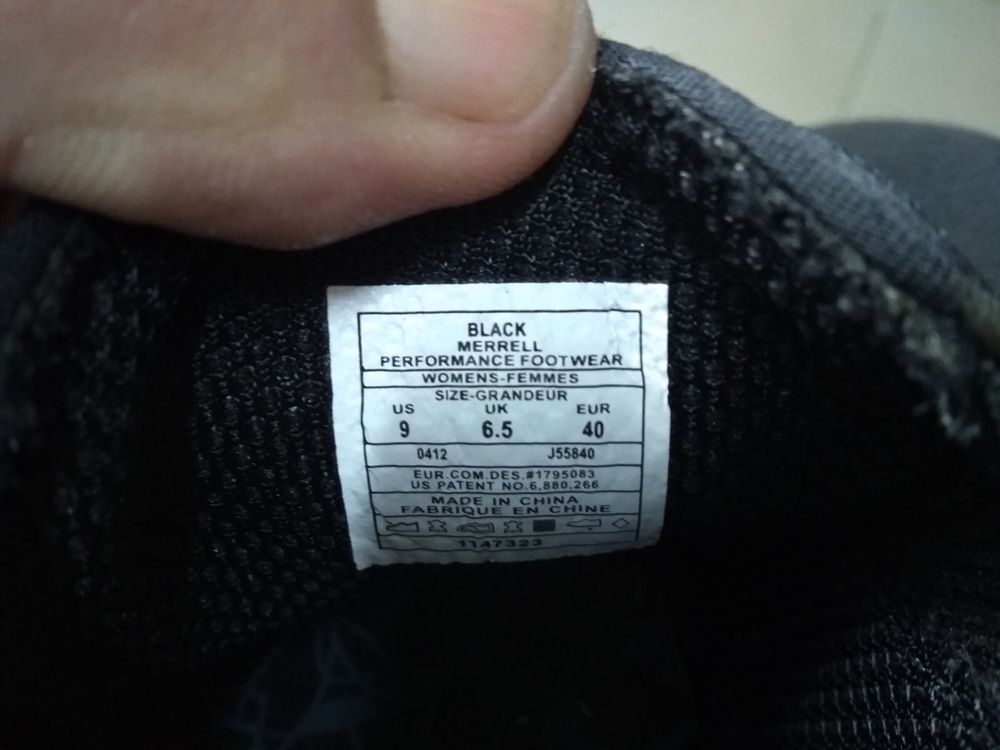 BLACK
MERRELL
PERFORMANCE FOOTWEAR
WOMENS-FEMMES
SIZE-GRANDEUR
US UK EUR
9 6.5 40
0412 J55840
EUR.COM.DES.#1795083
US PATENT NO.6,880,266
MADE IN CHINA
FABRIQUE EN CHINE
1147323